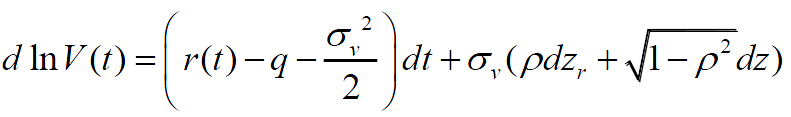 d ln V(t) = ( r(t) − q − σ_v² / 2 ) dt + σ_v (ρdz_r + √(1 − ρ²) dz)